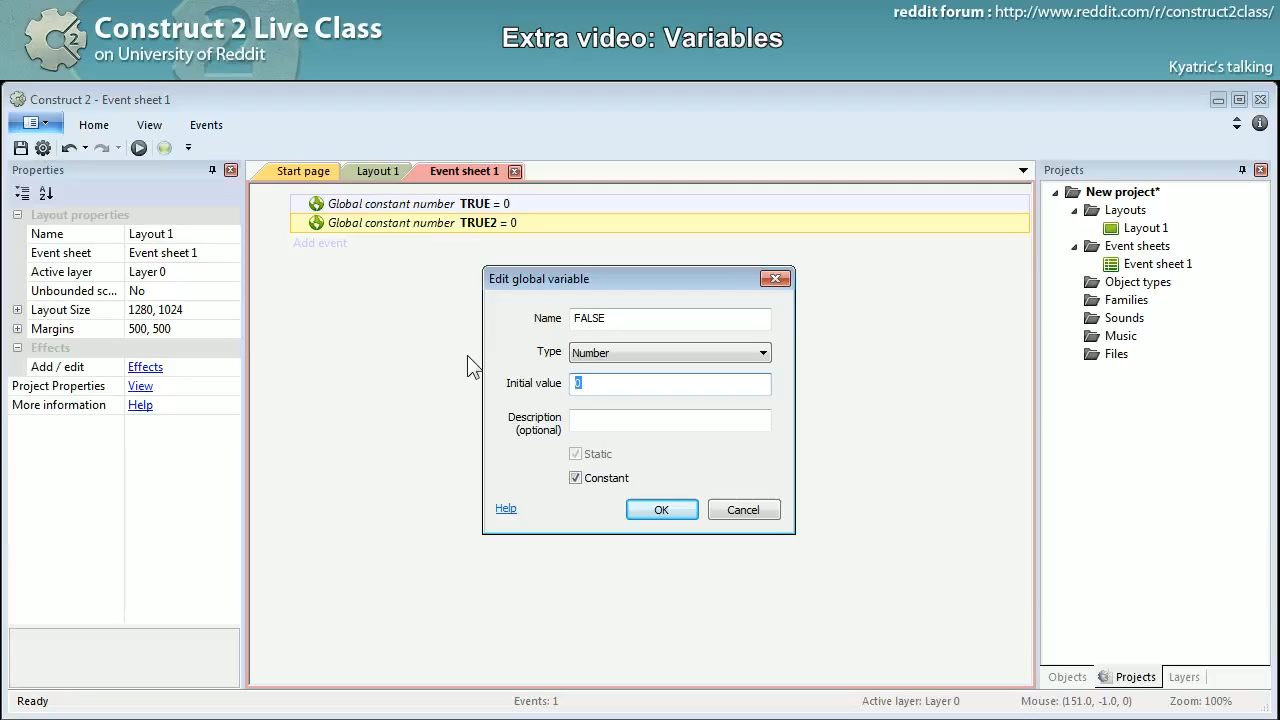 Construct 2 Live Class
on University of Reddit
Extra video: Variables
reddit forum : http://www.reddit.com/r/construct2class/
Kyatric's talking
Construct 2 - Event sheet 1
Home View Events
Properties
Start page Layout 1 Event sheet 1
Projects
Layout properties
Name Layout 1
Event sheet Event sheet 1
Active layer Layer 0
Unbounded sc... No
Layout Size 1280, 1024
Margins 500, 500
Effects
Add / edit Effects
Project Properties View
More information Help
Global constant number TRUE = 0
Global constant number TRUE2 = 0
Add event
Edit global variable
Name FALSE
Type Number
Initial value 0
Description
(optional)
Static
Constant
Help OK Cancel
New project*
Layouts
Layout 1
Event sheets
Event sheet 1
Object types
Families
Sounds
Music
Files
Objects Projects Layers
Ready Events: 1 Active layer: Layer 0 Mouse: (151.0, -1.0, 0) Zoom: 100%